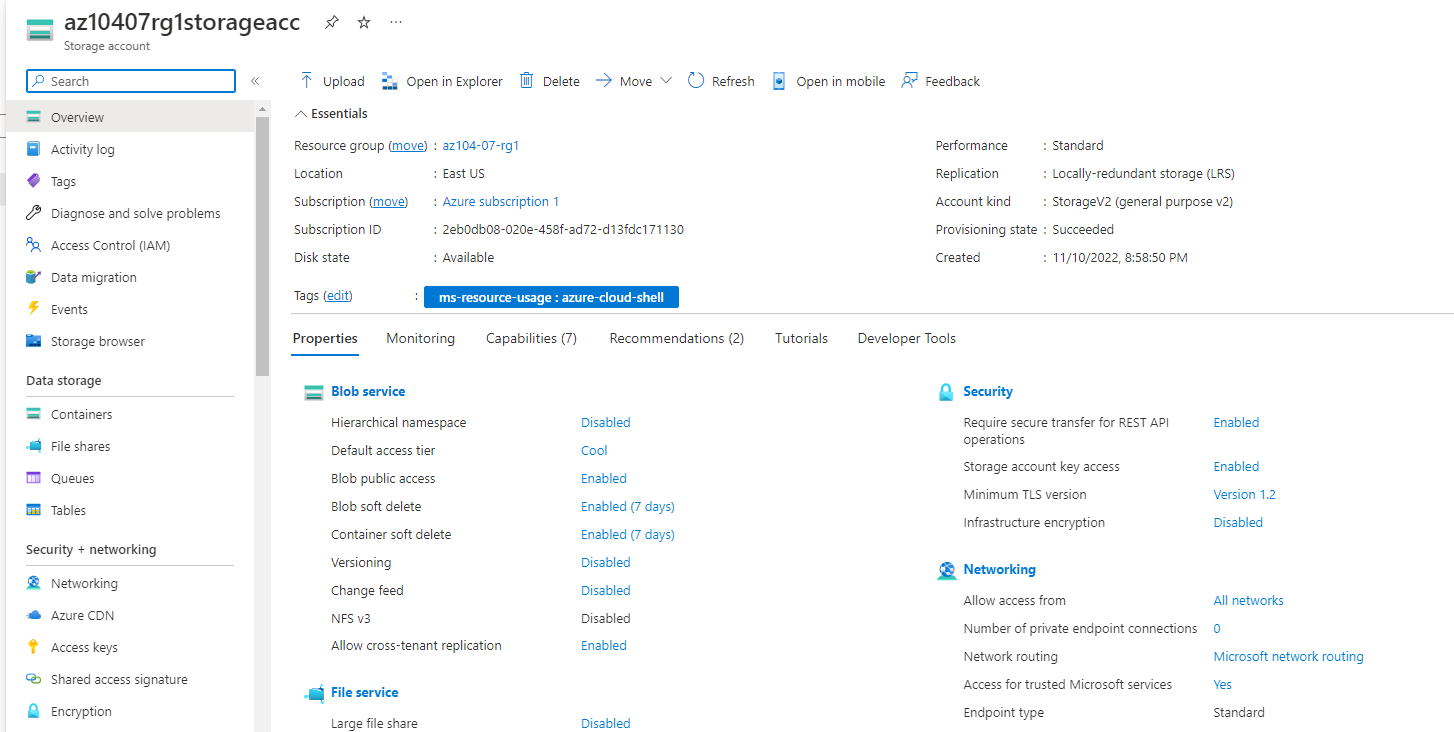 az10407rg1storageacc
Storage account
Search
Upload Open in Explorer Delete Move Refresh Open in mobile Feedback
Overview
Activity log
Tags
Diagnose and solve problems
Access Control (IAM)
Data migration
Events
Storage browser
Data storage
Containers
File shares
Queues
Tables
Security + networking
Networking
Azure CDN
Access keys
Shared access signature
Encryption
Essentials
Resource group (move) : az104-07-rg1
Location : East US
Subscription (move) : Azure subscription 1
Subscription ID : 2eb0db08-020e-458f-ad72-d13fdc171130
Disk state : Available
Performance : Standard
Replication : Locally-redundant storage (LRS)
Account kind : StorageV2 (general purpose v2)
Provisioning state : Succeeded
Created : 11/10/2022, 8:58:50 PM
Tags (edit) : ms-resource-usage : azure-cloud-shell
Properties Monitoring Capabilities (7) Recommendations (2) Tutorials Developer Tools
Blob service
Hierarchical namespace Disabled
Default access tier Cool
Blob public access Enabled
Blob soft delete Enabled (7 days)
Container soft delete Enabled (7 days)
Versioning Disabled
Change feed Disabled
NFS v3 Disabled
Allow cross-tenant replication Enabled
File service
Large file share Disabled
Security
Require secure transfer for REST API Enabled
operations
Storage account key access Enabled
Minimum TLS version Version 1.2
Infrastructure encryption Disabled
Networking
Allow access from All networks
Number of private endpoint connections 0
Network routing Microsoft network routing
Access for trusted Microsoft services Yes
Endpoint type Standard